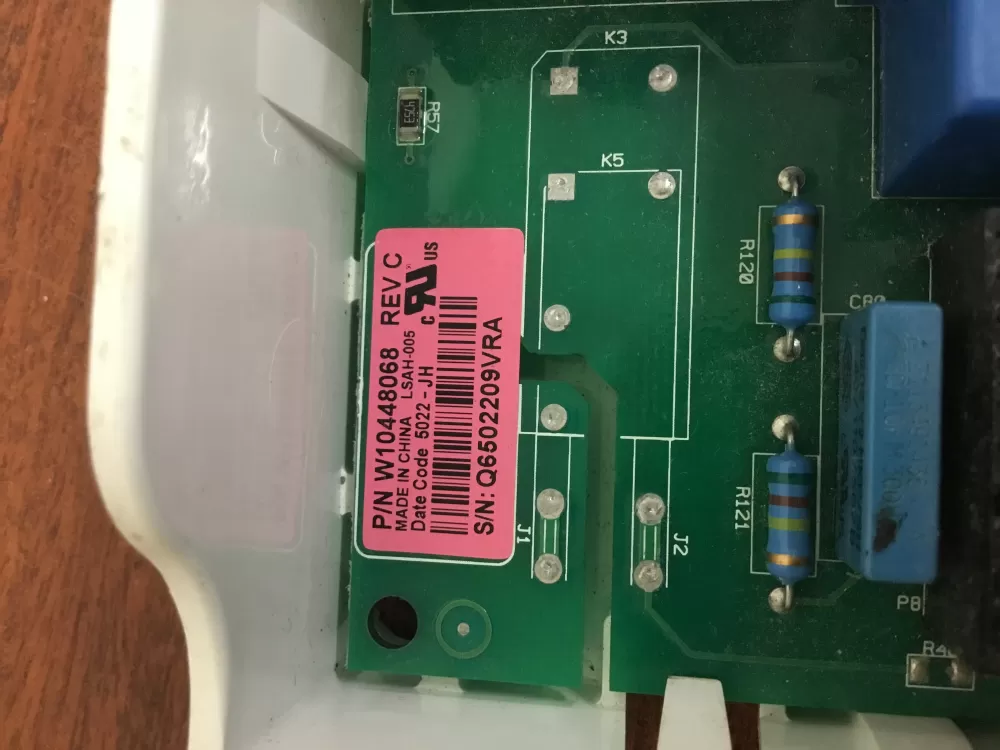 K3
R57
K5
R120
C80
P/N W10448068 REV C
MADE IN CHINA LSAH-005
Date Code 5022 - JH
S/N: Q6502209VRA
C US
J1
J2
R121
P8